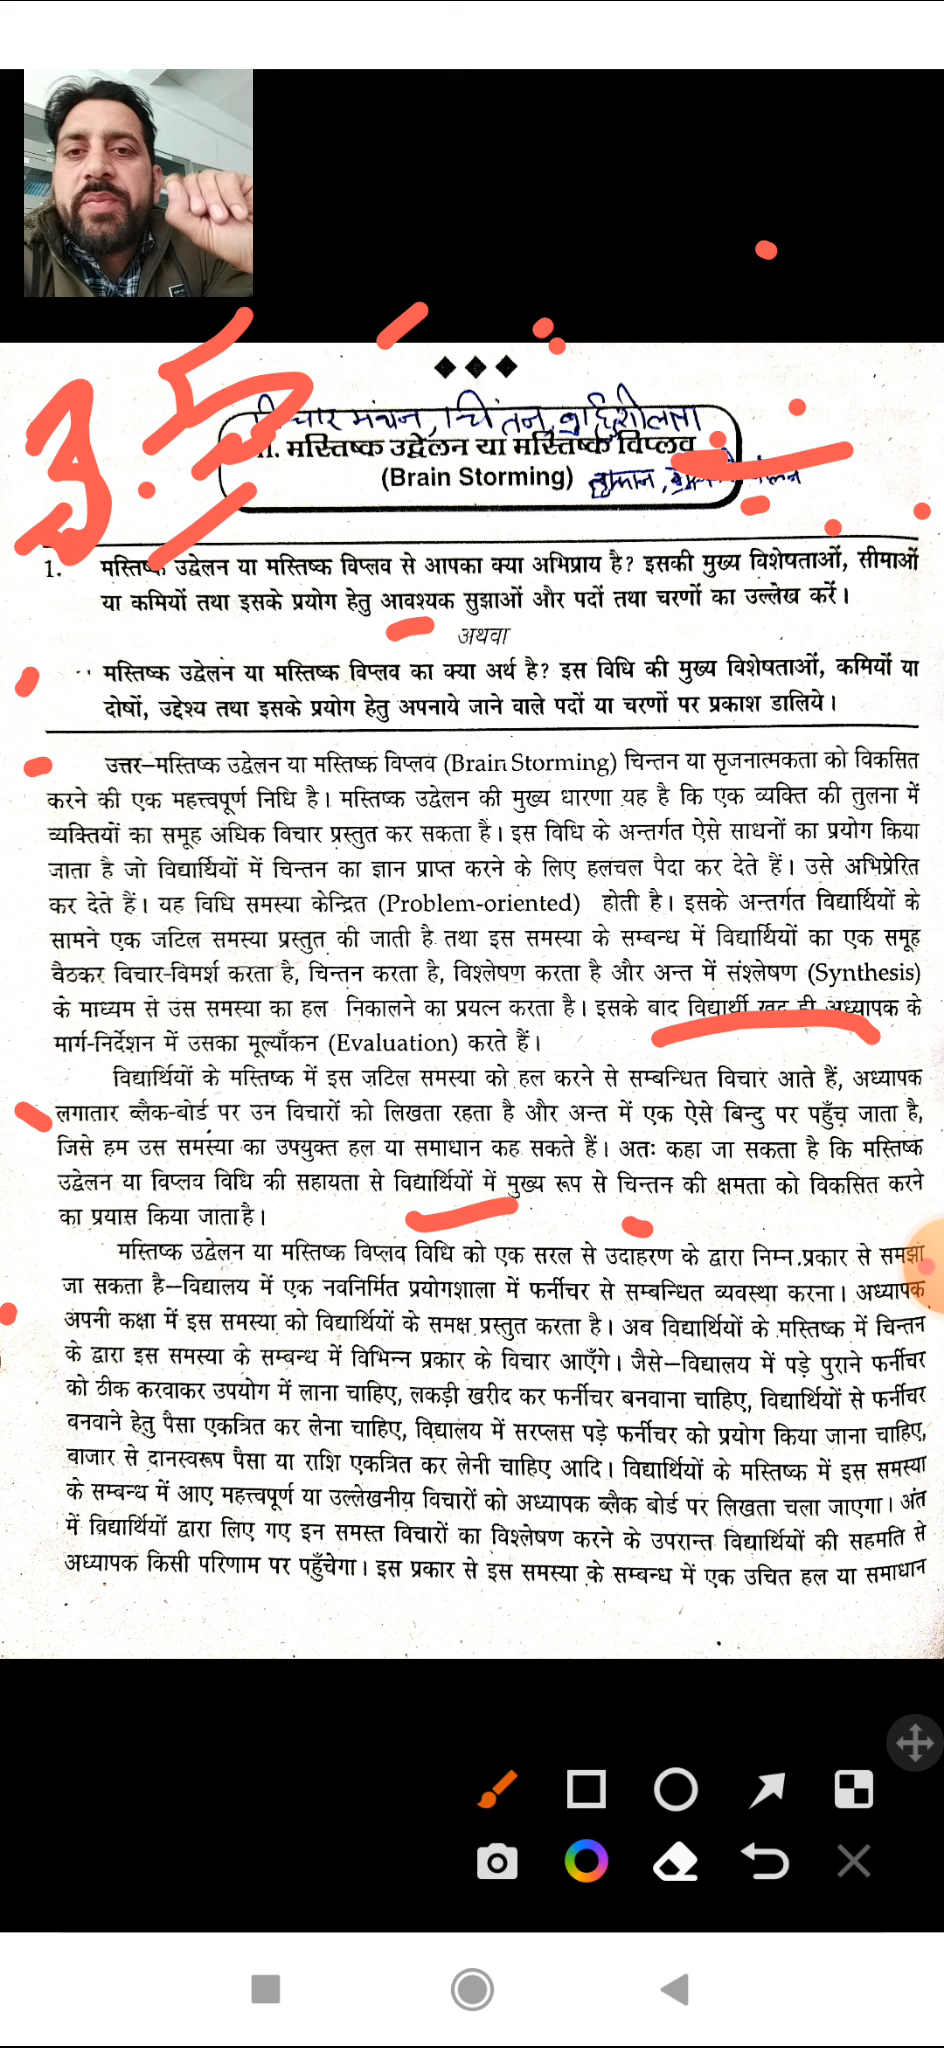 3.5
चार मंथन, चिंतन, बुद्धिशीलता
मस्तिष्क उद्वेलन या मस्तिष्क विप्लव
(Brain Storming) तूफान,
1. मस्तिष्क उद्वेलन या मस्तिष्क विप्लव से आपका क्या अभिप्राय है? इसकी मुख्य विशेषताओं, सीमाओं
या कमियों तथा इसके प्रयोग हेतु आवश्यक सुझाओं और पदों तथा चरणों का उल्लेख करें।
अथवा
मस्तिष्क उद्वेलन या मस्तिष्क विप्लव का क्या अर्थ है? इस विधि की मुख्य विशेषताओं, कमियों या
दोषों, उद्देश्य तथा इसके प्रयोग हेतु अपनाये जाने वाले पदों या चरणों पर प्रकाश डालिये।
उत्तर–मस्तिष्क उद्वेलन या मस्तिष्क विप्लव (Brain Storming) चिन्तन या सृजनात्मकता को विकसित
करने की एक महत्त्वपूर्ण निधि है। मस्तिष्क उद्वेलन की मुख्य धारणा यह है कि एक व्यक्ति की तुलना में
व्यक्तियों का समूह अधिक विचार प्रस्तुत कर सकता है। इस विधि के अन्तर्गत ऐसे साधनों का प्रयोग किया
जाता है जो विद्यार्थियों में चिन्तन का ज्ञान प्राप्त करने के लिए हलचल पैदा कर देते हैं। उसे अभिप्रेरित
कर देते हैं। यह विधि समस्या केन्द्रित (Problem-oriented) होती है। इसके अन्तर्गत विद्यार्थियों के
सामने एक जटिल समस्या प्रस्तुत की जाती है तथा इस समस्या के सम्बन्ध में विद्यार्थियों का एक समूह
बैठकर विचार-विमर्श करता है, चिन्तन करता है, विश्लेषण करता है और अन्त में संश्लेषण (Synthesis)
के माध्यम से उस समस्या का हल निकालने का प्रयत्न करता है। इसके बाद विद्यार्थी खुद ही अध्यापक के
मार्ग-निर्देशन में उसका मूल्याँकन (Evaluation) करते हैं।
विद्यार्थियों के मस्तिष्क में इस जटिल समस्या को हल करने से सम्बन्धित विचार आते हैं, अध्यापक
लगातार ब्लैक-बोर्ड पर उन विचारों को लिखता रहता है और अन्त में एक ऐसे बिन्दु पर पहुँच जाता है,
जिसे हम उस समस्या का उपयुक्त हल या समाधान कह सकते हैं। अतः कहा जा सकता है कि मस्तिष्क
उद्वेलन या विप्लव विधि की सहायता से विद्यार्थियों में मुख्य रूप से चिन्तन की क्षमता को विकसित करने
का प्रयास किया जाता है।
मस्तिष्क उद्वेलन या मस्तिष्क विप्लव विधि को एक सरल से उदाहरण के द्वारा निम्न प्रकार से समझा
जा सकता है–विद्यालय में एक नवनिर्मित प्रयोगशाला में फर्नीचर से सम्बन्धित व्यवस्था करना। अध्यापक
अपनी कक्षा में इस समस्या को विद्यार्थियों के समक्ष प्रस्तुत करता है। अब विद्यार्थियों के मस्तिष्क में चिन्तन
के द्वारा इस समस्या के सम्बन्ध में विभिन्न प्रकार के विचार आएँगे। जैसे–विद्यालय में पड़े पुराने फर्नीचर
को ठीक करवाकर उपयोग में लाना चाहिए, लकड़ी खरीद कर फर्नीचर बनवाना चाहिए, विद्यार्थियों से फर्नीचर
बनवाने हेतु पैसा एकत्रित कर लेना चाहिए, विद्यालय में सरप्लस पड़े फर्नीचर को प्रयोग किया जाना चाहिए,
बाजार से दानस्वरूप पैसा या राशि एकत्रित कर लेनी चाहिए आदि। विद्यार्थियों के मस्तिष्क में इस समस्या
के सम्बन्ध में आए महत्त्वपूर्ण या उल्लेखनीय विचारों को अध्यापक ब्लैक बोर्ड पर लिखता चला जाएगा। अंत
में विद्यार्थियों द्वारा लिए गए इन समस्त विचारों का विश्लेषण करने के उपरान्त विद्यार्थियों की सहमति से
अध्यापक किसी परिणाम पर पहुँचेगा। इस प्रकार से इस समस्या के सम्बन्ध में एक उचित हल या समाधान